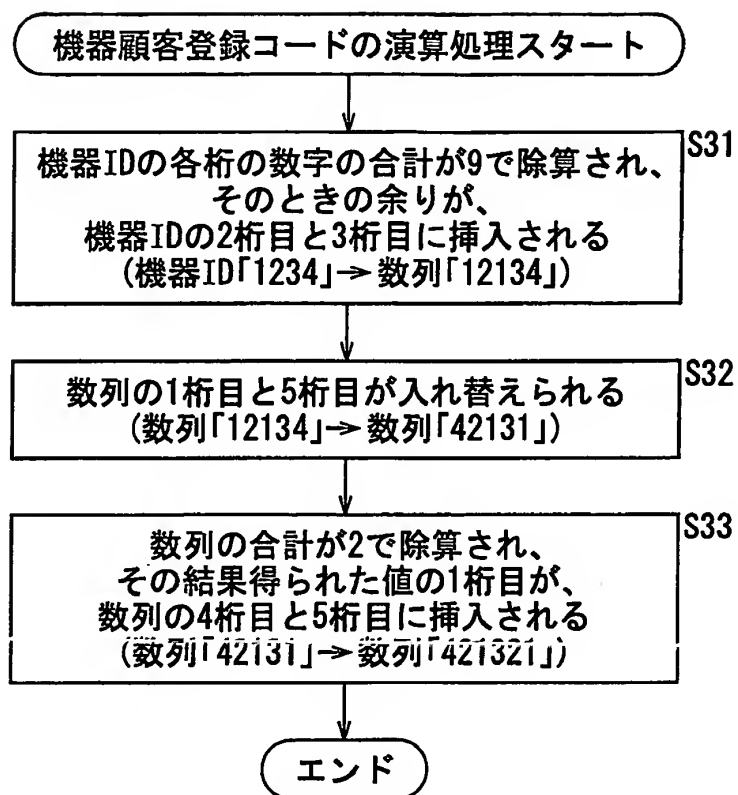 機器顧客登録コードの演算処理スタート
S31
機器IDの各桁の数字の合計が9で除算され、
そのときの余りが、
機器IDの2桁目と3桁目に挿入される
(機器ID「1234」→数列「12134」)
S32
数列の1桁目と5桁目が入れ替えられる
(数列「12134」→数列「42131」)
S33
数列の合計が2で除算され、
その結果得られた値の1桁目が、
数列の4桁目と5桁目に挿入される
(数列「42131」→数列「421321」)
エンド